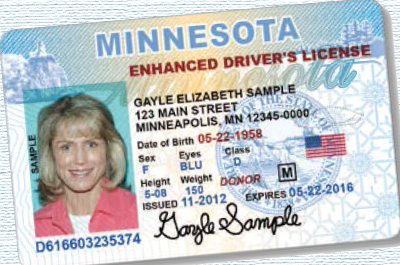 MINNESOTA
ENHANCED DRIVER'S LICENSE
Minnesota
GAYLE ELIZABETH SAMPLE
123 MAIN STREET
MINNEAPOLIS, MN 12345-0000
Date of Birth 05-22-1958
Sex Eyes Class
F BLU D
Height Weight DONOR M
5-08 150
ISSUED 11-2012 EXPIRES 05-22-2016
Gayle Sample
SAMPLE
D616603235374